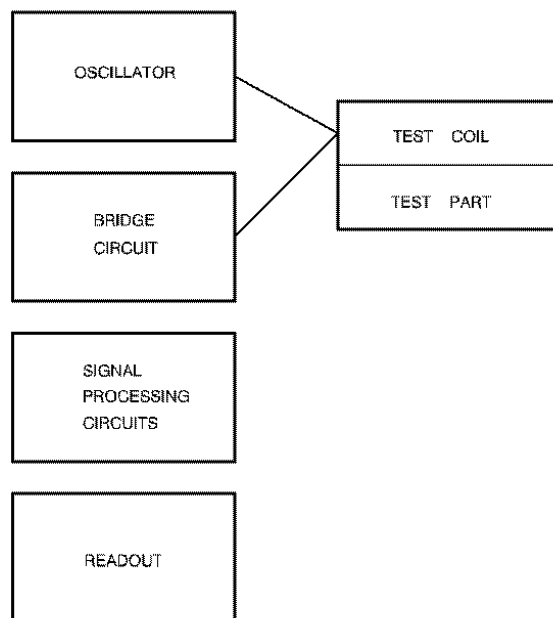 OSCILLATOR
TEST COIL
TEST PART
BRIDGE
CIRCUIT
SIGNAL
PROCESSING
CIRCUITS
READOUT